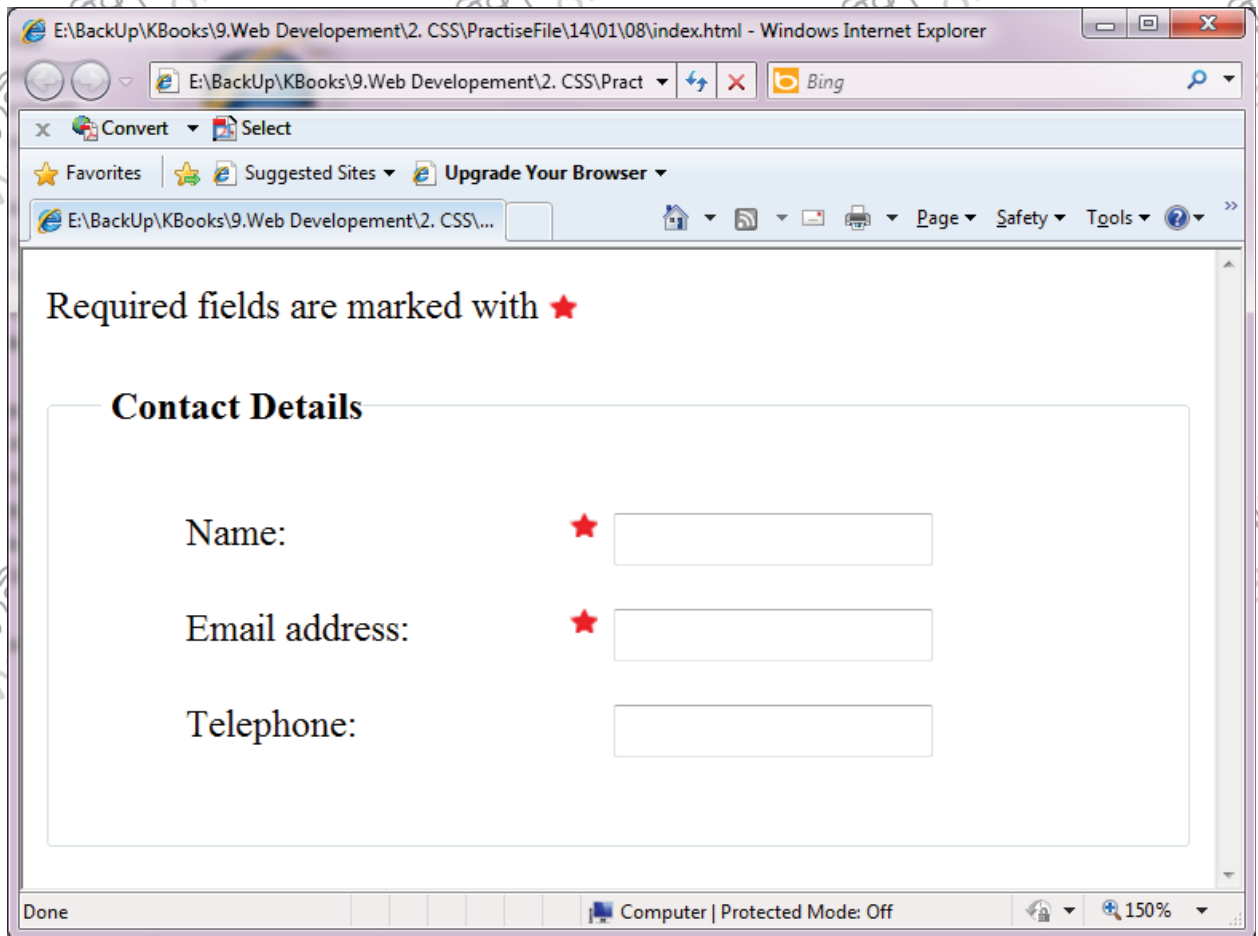 E:\BackUp\KBooks\9.Web Developement\2. CSS\PractiseFile\14\01\08\index.html - Windows Internet Explorer
E:\BackUp\KBooks\9.Web Developement\2. CSS\Pract
Bing
x Convert Select
Favorites Suggested Sites Upgrade Your Browser
E:\BackUp\KBooks\9.Web Developement\2. CSS\... Page Safety Tools
Required fields are marked with
Contact Details
Name:
Email address:
Telephone:
Done Computer | Protected Mode: Off 150%